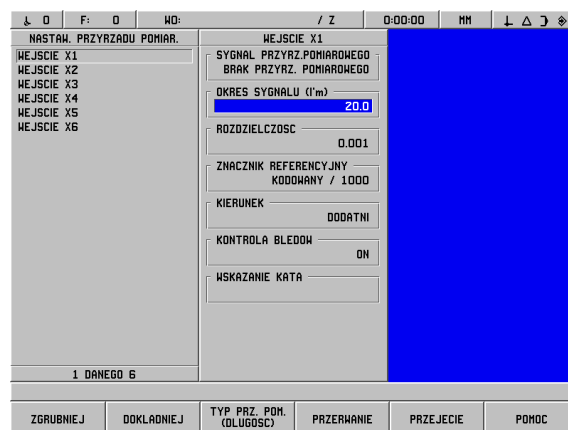 0 F: 0 WO: / Z 0:00:00 MM
NASTAW. PRZYRZADU POMIAR.
WEJSCIE X1
WEJSCIE X2
WEJSCIE X3
WEJSCIE X4
WEJSCIE X5
WEJSCIE X6
1 DANEGO 6
WEJSCIE X1
SYGNAL PRZYRZ.POMIAROWEGO
BRAK PRZYRZ. POMIAROWEGO
OKRES SYGNALU (l'm)
20.0
ROZDZIELCZOSC
0.001
ZNACZNIK REFERENCYJNY
KODOWANY / 1000
KIERUNEK
DODATNI
KONTROLA BLEDOW
ON
WSKAZANIE KATA
ZGRUBNIEJ DOKLADNIEJ TYP PRZ. POM. PRZERWANIE PRZEJECIE POMOC
(DLUGOSC)